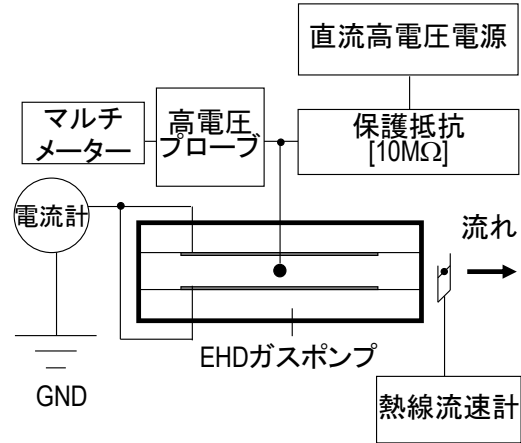 直流高電圧電源
マルチ
メーター
高電圧
プローブ
保護抵抗
[10MΩ]
電流計
流れ
EHDガスポンプ
GND
熱線流速計